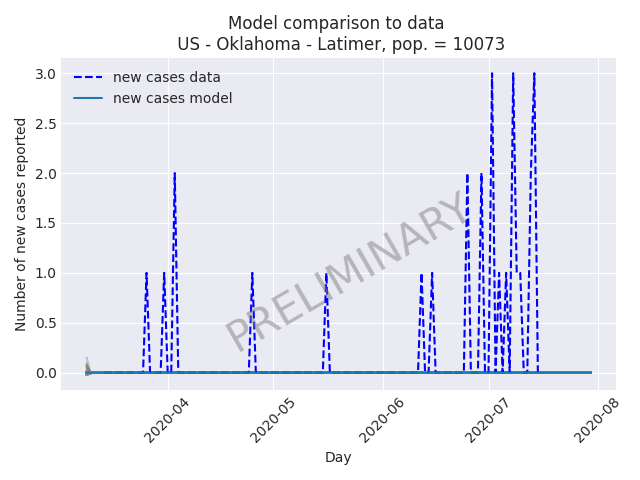 Model comparison to data
US - Oklahoma - Latimer, pop. = 10073
3.0
2.5
2.0
1.5
1.0
0.5
0.0
Number of new cases reported
new cases data
new cases model
PRELIMINARY
2020-04
2020-05
2020-06
2020-07
2020-08
Day